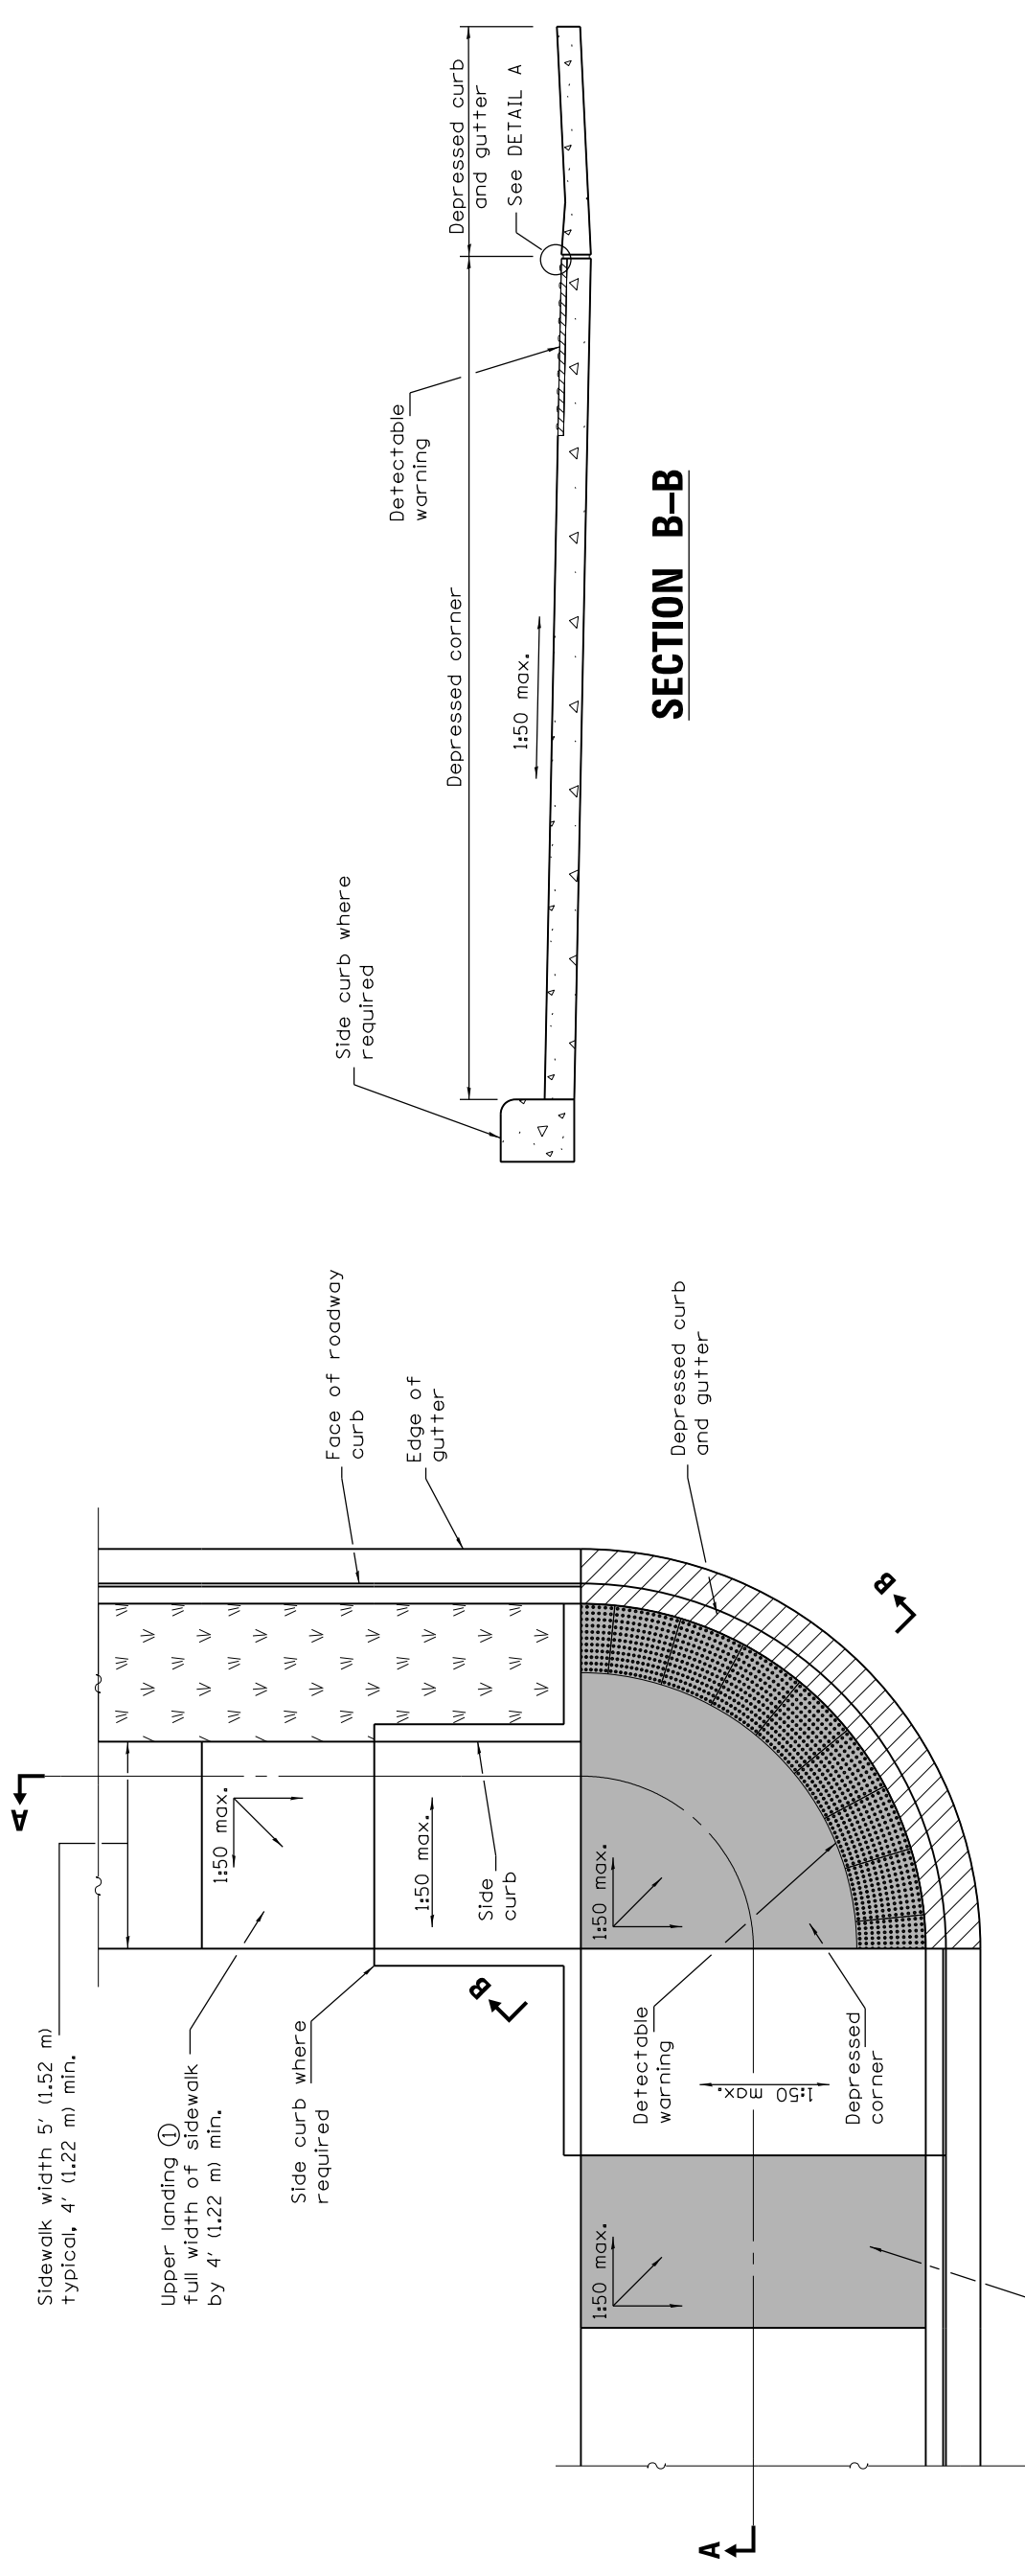 Depressed curb
and gutter
See DETAIL A
Detectable
warning
Depressed corner
1:50 max.
Side curb where
required
SECTION B–B
Face of roadway
curb
Edge of
gutter
Depressed curb
and gutter
B
A
1:50 max.
1:50 max.
Side
curb
1:50 max.
B
Sidewalk width 5' (1.52 m)
typical, 4' (1.22 m) min.
Upper landing ①
full width of sidewalk
by 4' (1.22 m) min.
Side curb where
required
Detectable
warning
1:50 max.
Depressed
corner
1:50 max.
A